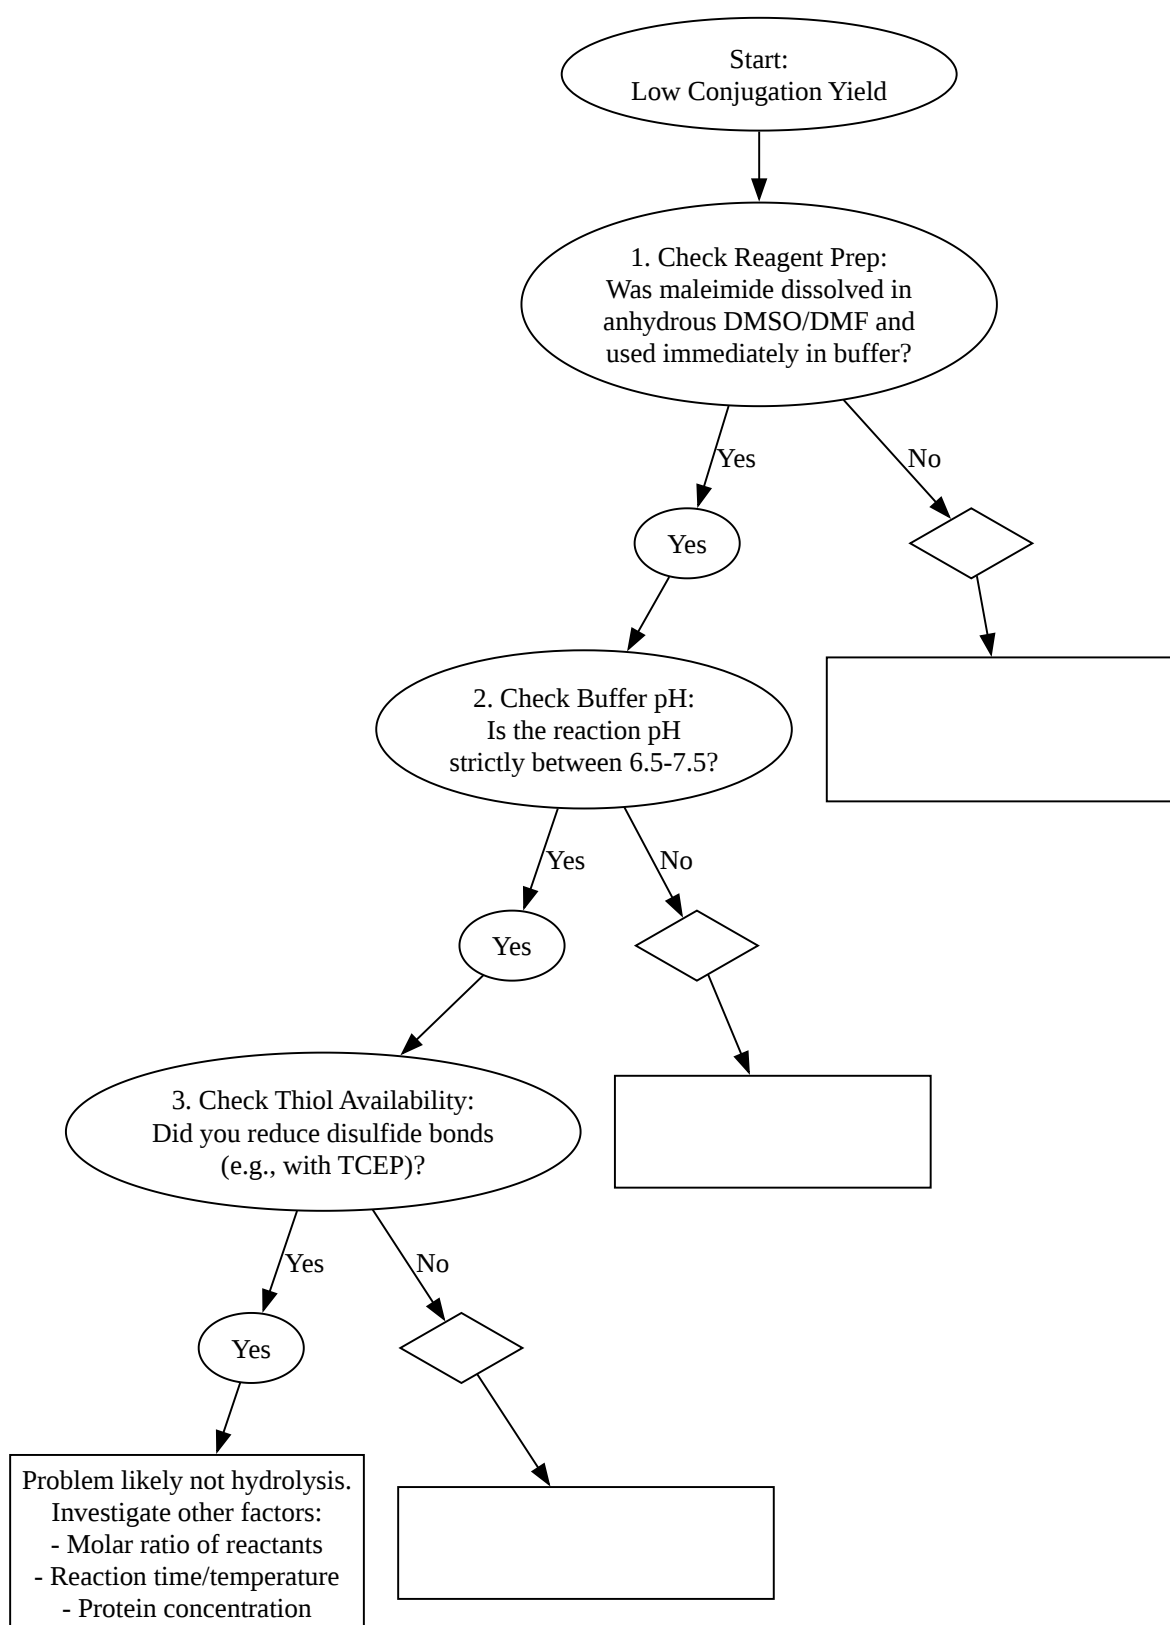 Start:
Low Conjugation Yield
1. Check Reagent Prep:
Was maleimide dissolved in
anhydrous DMSO/DMF and
used immediately in buffer?
Yes
No
Yes
2. Check Buffer pH:
Is the reaction pH
strictly between 6.5-7.5?
Yes
No
Yes
3. Check Thiol Availability:
Did you reduce disulfide bonds
(e.g., with TCEP)?
Yes
No
Yes
Problem likely not hydrolysis.
Investigate other factors:
- Molar ratio of reactants
- Reaction time/temperature
- Protein concentration